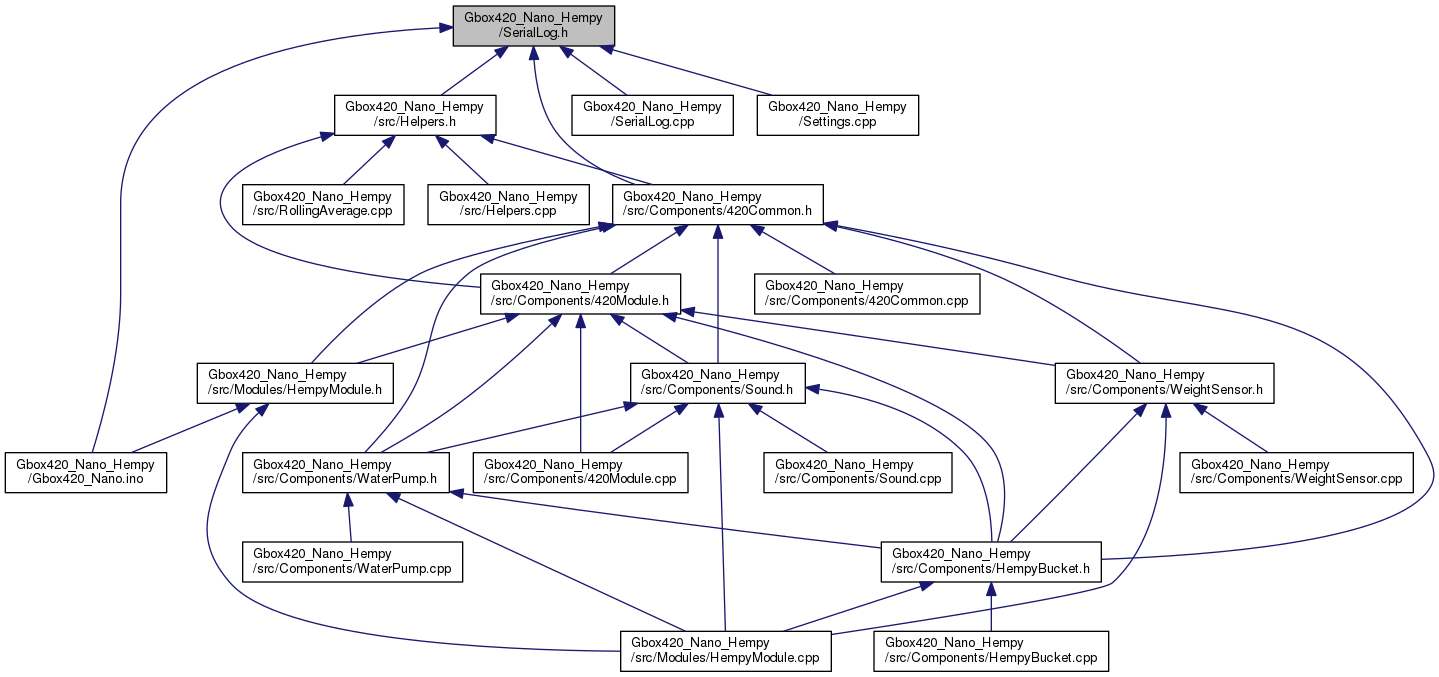 Gbox420_Nano_Hempy
/SerialLog.h
Gbox420_Nano_Hempy
/src/Helpers.h
Gbox420_Nano_Hempy
/SerialLog.cpp
Gbox420_Nano_Hempy
/Settings.cpp
Gbox420_Nano_Hempy
/src/RollingAverage.cpp
Gbox420_Nano_Hempy
/src/Helpers.cpp
Gbox420_Nano_Hempy
/src/Components/420Common.h
Gbox420_Nano_Hempy
/src/Components/420Module.h
Gbox420_Nano_Hempy
/src/Components/420Common.cpp
Gbox420_Nano_Hempy
/src/Modules/HempyModule.h
Gbox420_Nano_Hempy
/src/Components/Sound.h
Gbox420_Nano_Hempy
/src/Components/WeightSensor.h
Gbox420_Nano_Hempy
/Gbox420_Nano.ino
Gbox420_Nano_Hempy
/src/Components/WaterPump.h
Gbox420_Nano_Hempy
/src/Components/420Module.cpp
Gbox420_Nano_Hempy
/src/Components/Sound.cpp
Gbox420_Nano_Hempy
/src/Components/WeightSensor.cpp
Gbox420_Nano_Hempy
/src/Components/WaterPump.cpp
Gbox420_Nano_Hempy
/src/Components/HempyBucket.h
Gbox420_Nano_Hempy
/src/Modules/HempyModule.cpp
Gbox420_Nano_Hempy
/src/Components/HempyBucket.cpp